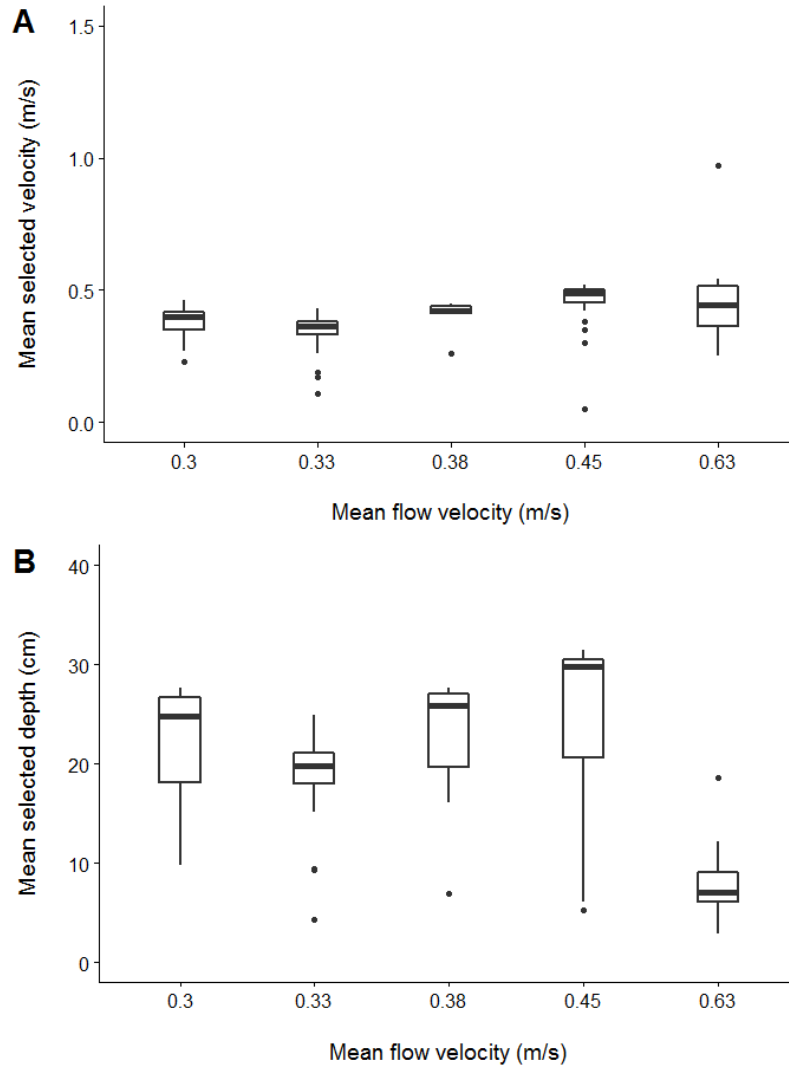 A
Mean selected velocity (m/s)
1.5
1.0
0.5
0.0
0.3 0.33 0.38 0.45 0.63
Mean flow velocity (m/s)
B
Mean selected depth (cm)
40
30
20
10
0
0.3 0.33 0.38 0.45 0.63
Mean flow velocity (m/s)